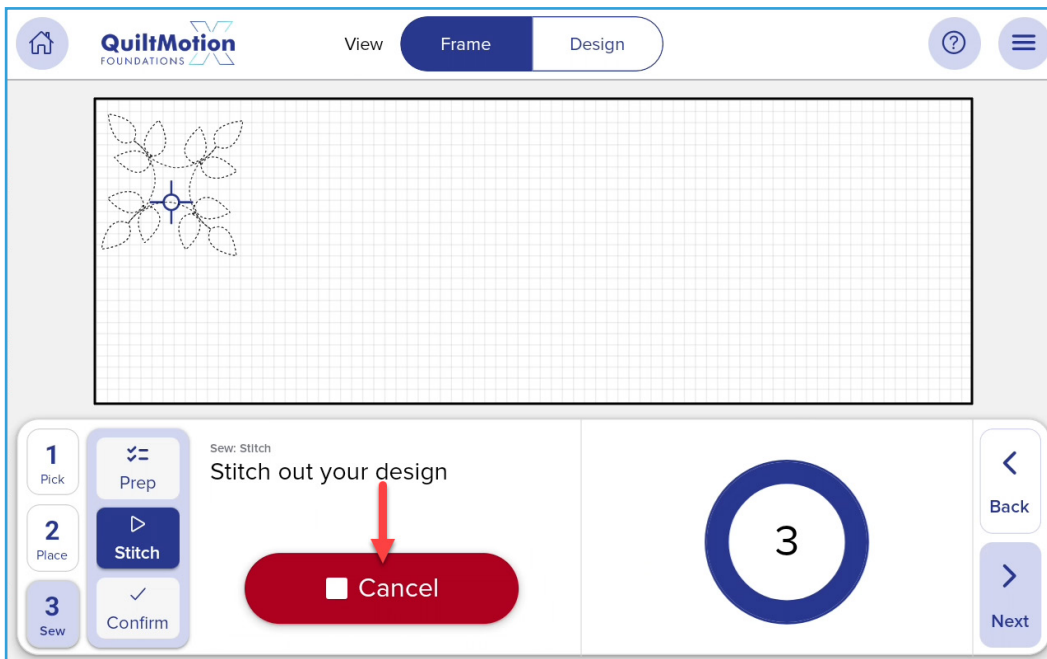 QuiltMotion
FOUNDATIONS
View
Frame
Design
?
1
Pick
2
Place
3
Sew
Prep
Stitch
Confirm
Sew: Stitch
Stitch out your design
Cancel
3
Back
Next